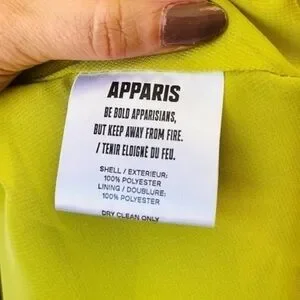 APPARIS
BE BOLD APPARISIANS,
BUT KEEP AWAY FROM FIRE.
/ TENIR ELOIGNÉ DU FEU.
SHELL / EXTERIEUR:
100% POLYESTER
LINING / DOUBLURE:
100% POLYESTER
DRY CLEAN ONLY